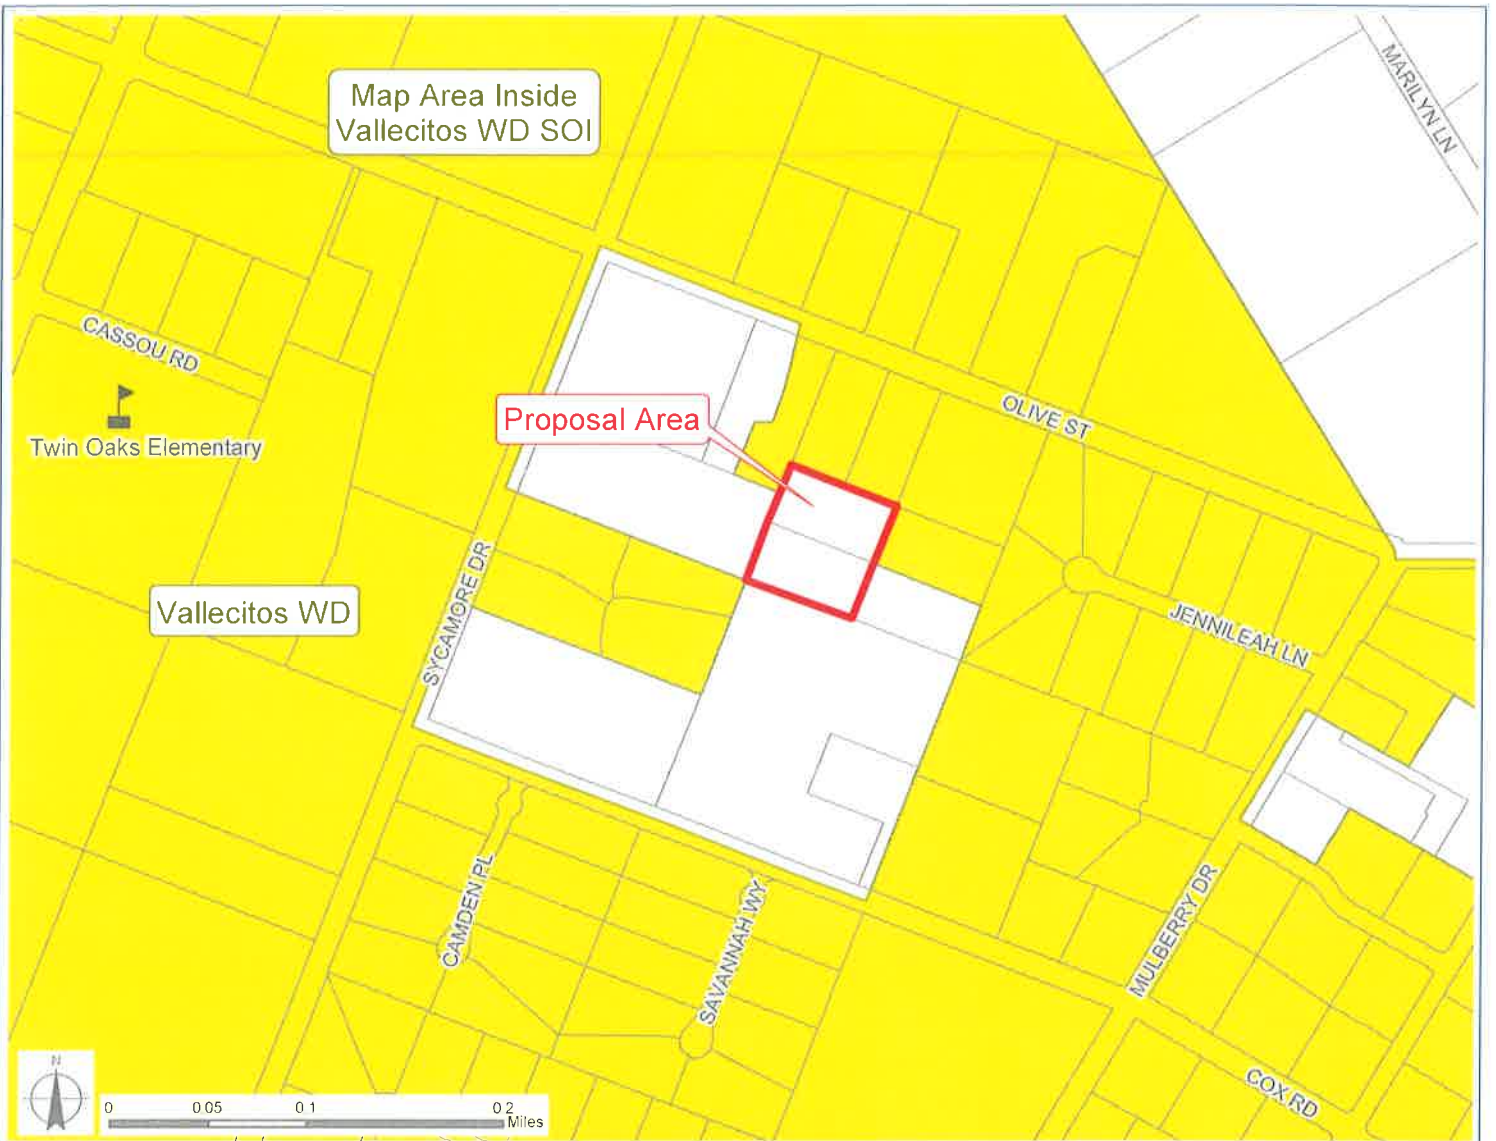 Map Area Inside
Vallecitos WD SOI
MARILYN LN
CASSOU RD
Twin Oaks Elementary
Proposal Area
OLIVE ST
Vallecitos WD
SYCAMORE DR
JENNILEAH LN
CAMDEN PL
SAVANNAH WY
MULBERRY DR
COX RD
N
0 0 05 0 1 0 2
Miles